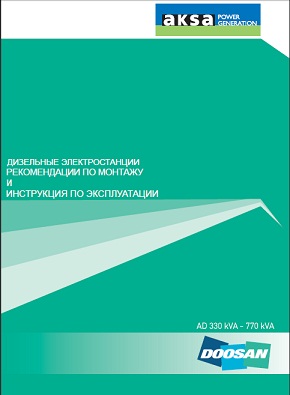 aksa POWER
GENERATION
ДИЗЕЛЬНЫЕ ЭЛЕКТРОСТАНЦИИ
РЕКОМЕНДАЦИИ ПО МОНТАЖУ
И
ИНСТРУКЦИЯ ПО ЭКСПЛУАТАЦИИ
AD 330 kVA – 770 kVA
DOOSAN